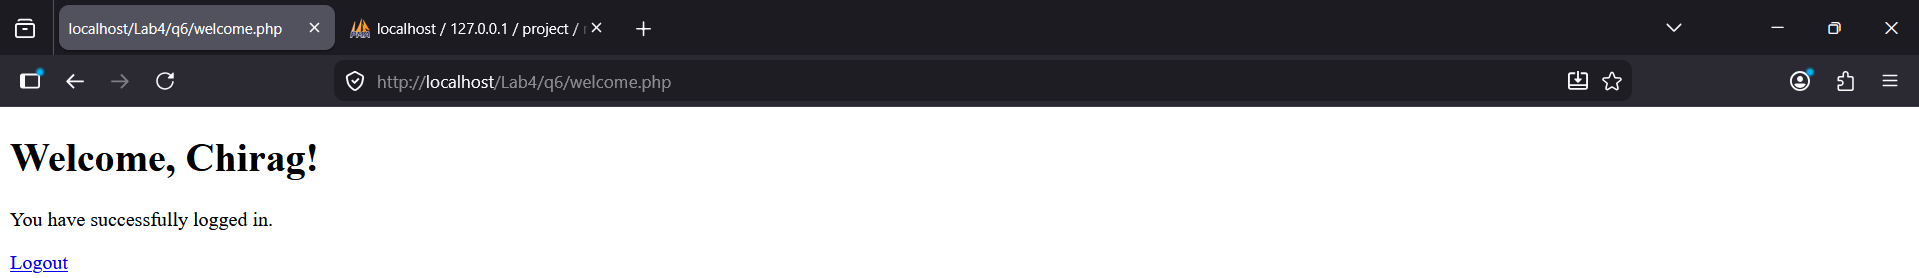 localhost/Lab4/q6/welcome.php
localhost / 127.0.0.1 / project /
http://localhost/Lab4/q6/welcome.php
Welcome, Chirag!
You have successfully logged in.
Logout